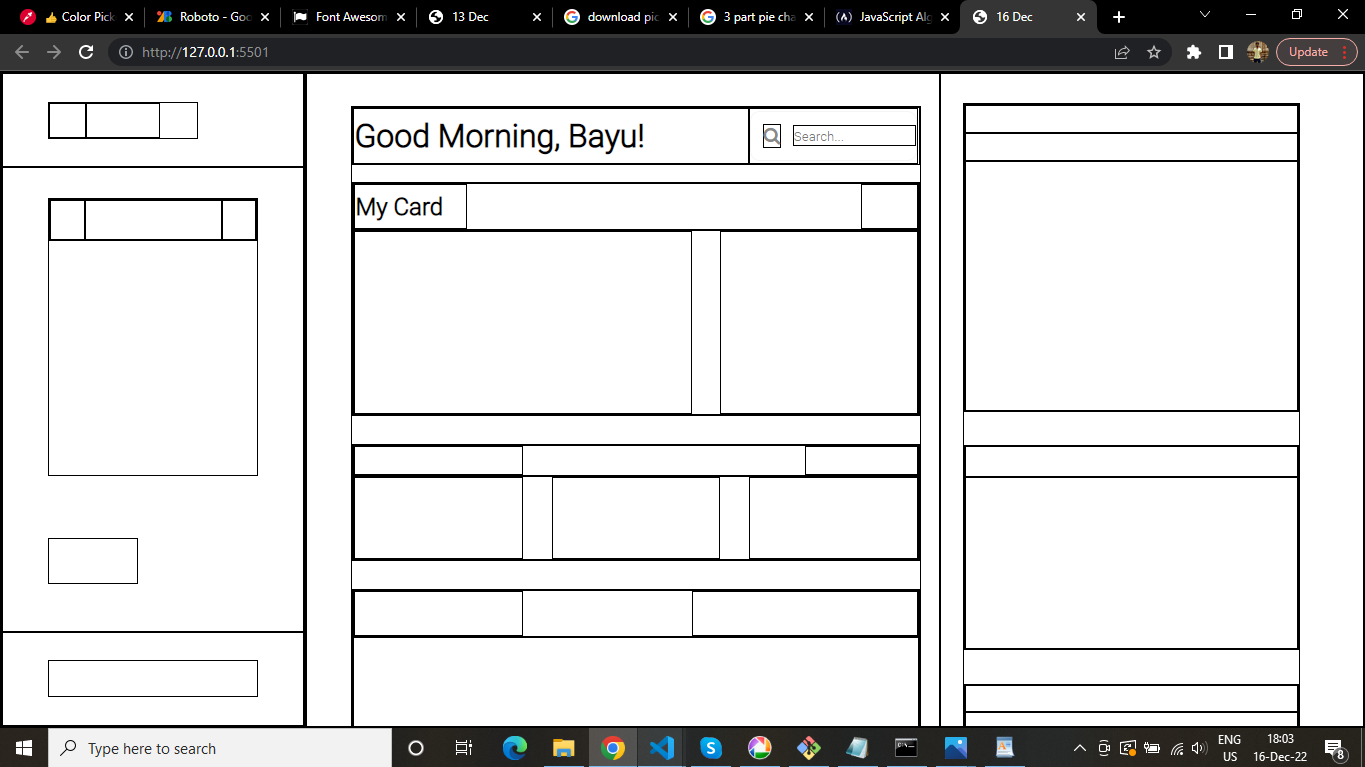 👍 Color Pick
Roboto - Goo
Font Awesom
13 Dec
download pic
3 part pie cha
JavaScript Alg
16 Dec
http://127.0.0.1:5501
Update
Good Morning, Bayu!
Search...
My Card
Type here to search
ENG
US
18:03
16-Dec-22
8